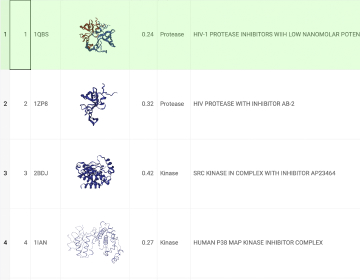 1 1 1QBS 0.24 Protease HIV-1 PROTEASE INHIBITORS WIIH LOW NANOMOLAR POTEN
2 2 1ZP8 0.32 Protease HIV PROTEASE WITH INHIBITOR AB-2
3 3 2BDJ 0.42 Kinase SRC KINASE IN COMPLEX WITH INHIBITOR AP23464
4 4 1IAN 0.27 Kinase HUMAN P38 MAP KINASE INHIBITOR COMPLEX